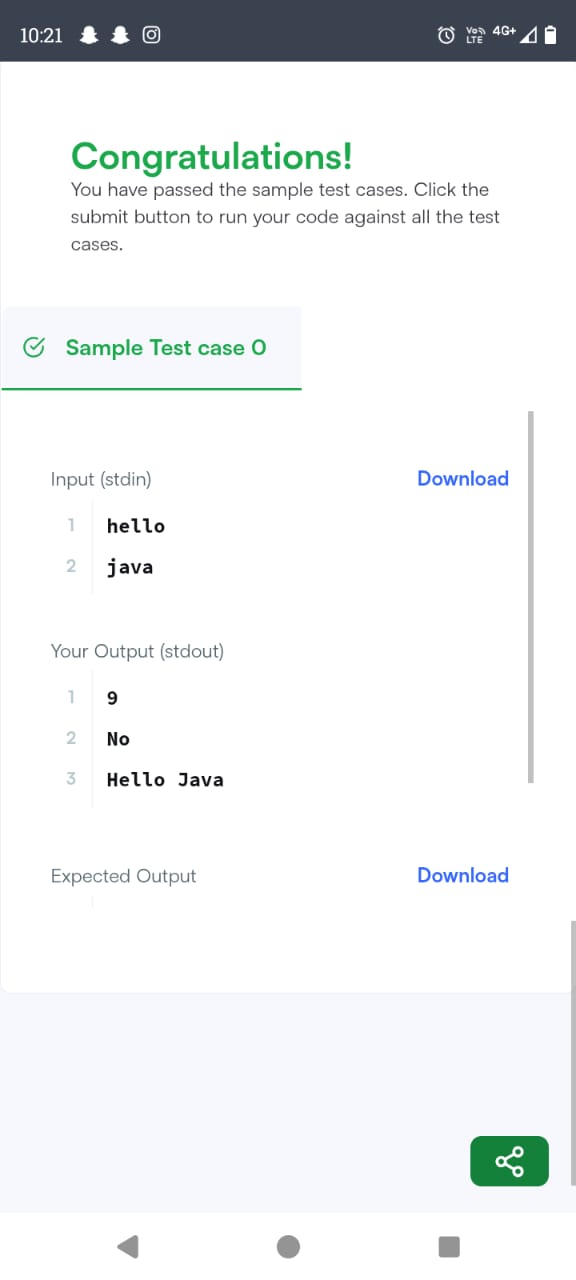 10:21 Vo LTE 4G+
Congratulations!
You have passed the sample test cases. Click the
submit button to run your code against all the test
cases.
Sample Test case 0
Input (stdin) Download
1 hello
2 java
Your Output (stdout)
1 9
2 No
3 Hello Java
Expected Output Download